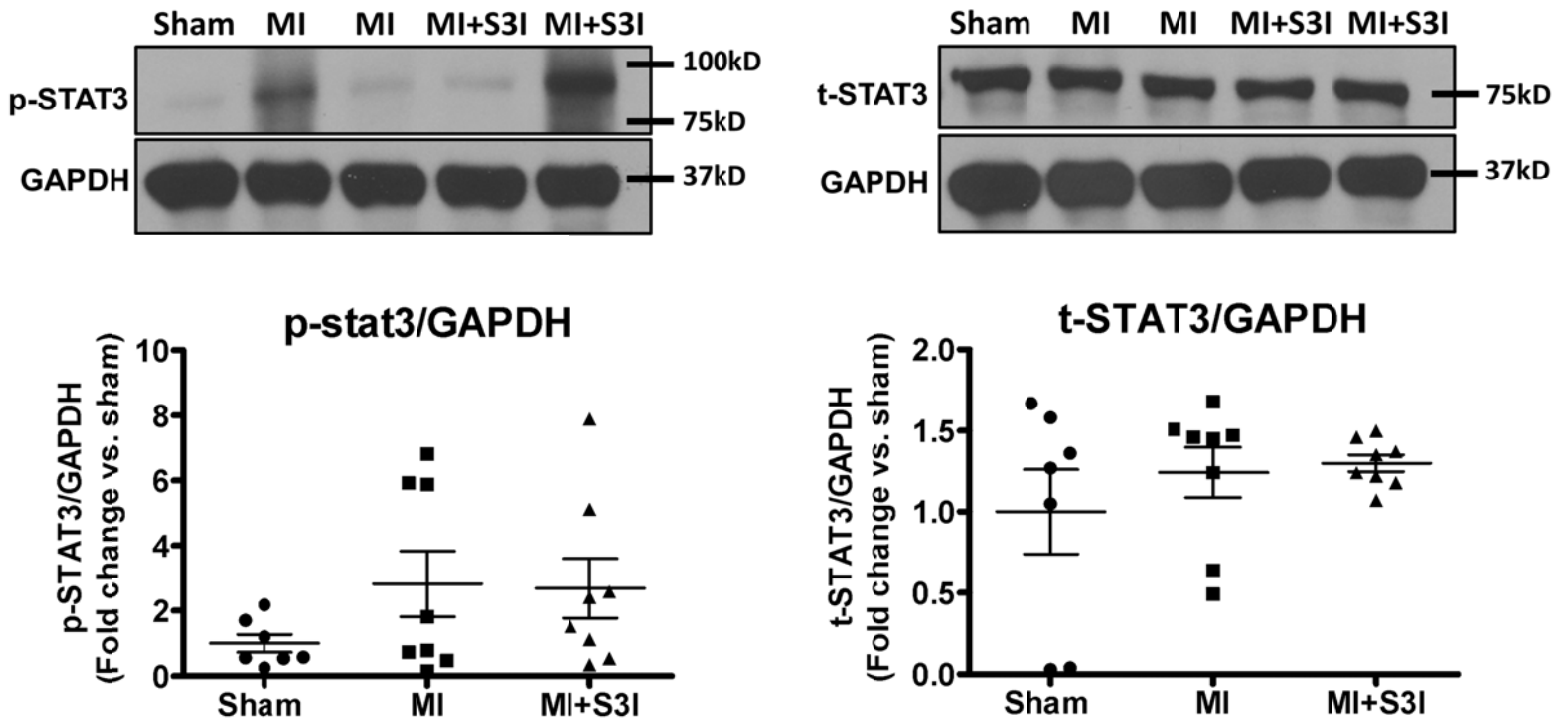 Sham MI MI MI+S3I MI+S3I
100kD
p-STAT3
75kD
GAPDH
37kD
Sham MI MI MI+S3I MI+S3I
t-STAT3
75kD
GAPDH
37kD
p-stat3/GAPDH
p-STAT3/GAPDH
(Fold change vs. sham)
10
8
6
4
2
0
Sham MI MI+S3I
t-STAT3/GAPDH
t-STAT3/GAPDH
(Fold change vs. sham)
2.0
1.5
1.0
0.5
0.0
Sham MI MI+S3I